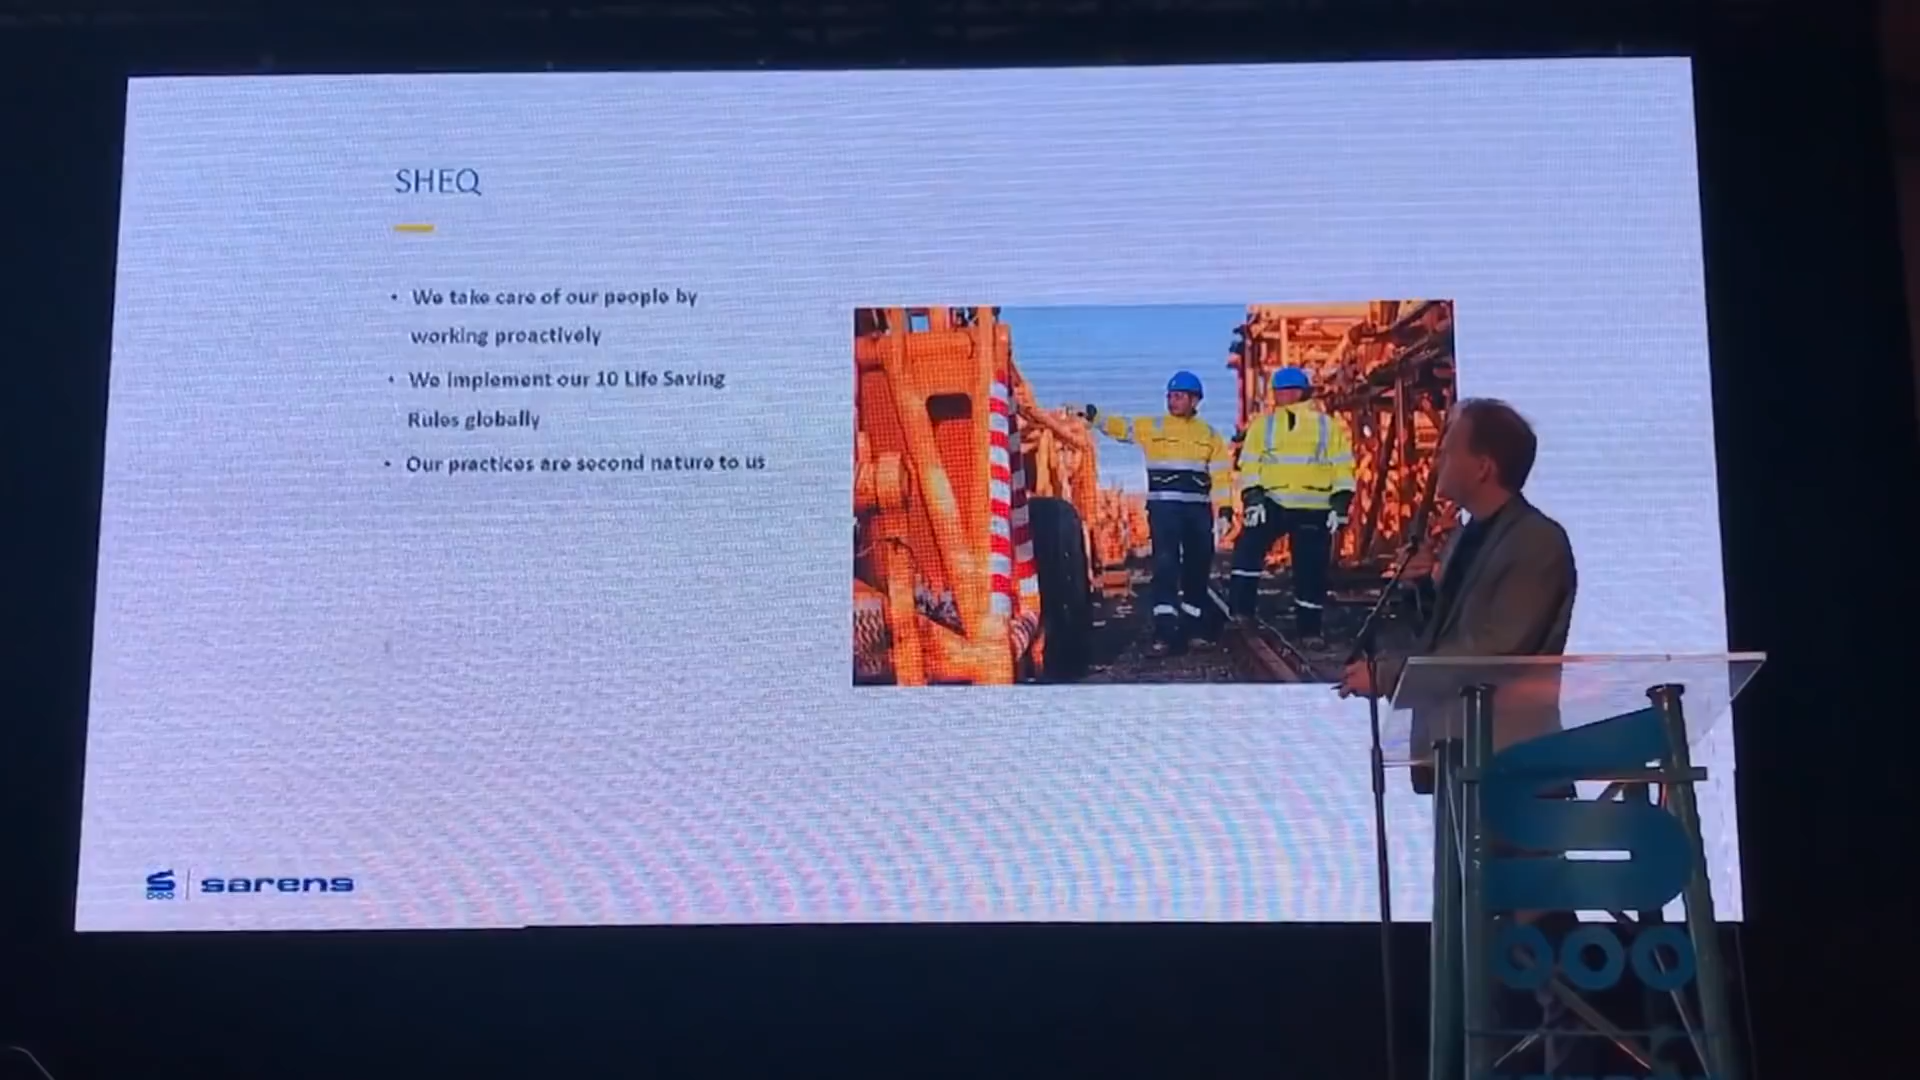 SHEQ
• We take care of our people by
working proactively
• We implement our 10 Life Saving
Rules globally
• Our practices are second nature to us
sarens